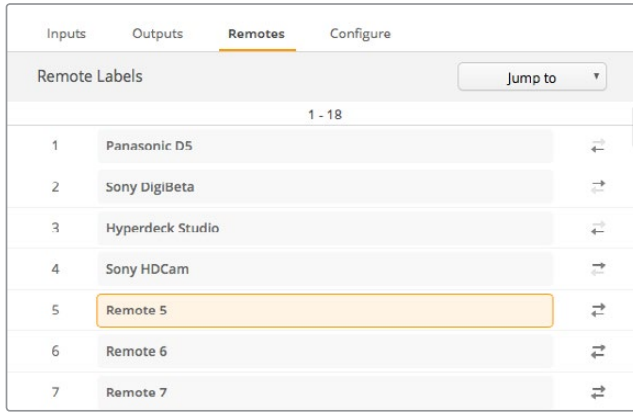 Inputs Outputs Remotes Configure
Remote Labels Jump to
1 - 18
1 Panasonic D5
2 Sony DigiBeta
3 Hyperdeck Studio
4 Sony HDCam
5 Remote 5
6 Remote 6
7 Remote 7